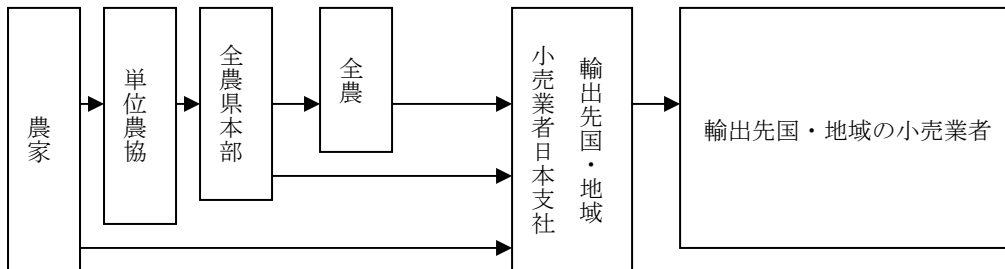 農家
単位農協
全農県本部
全農
輸出先国・地域
小売業者日本支社
輸出先国・地域の小売業者